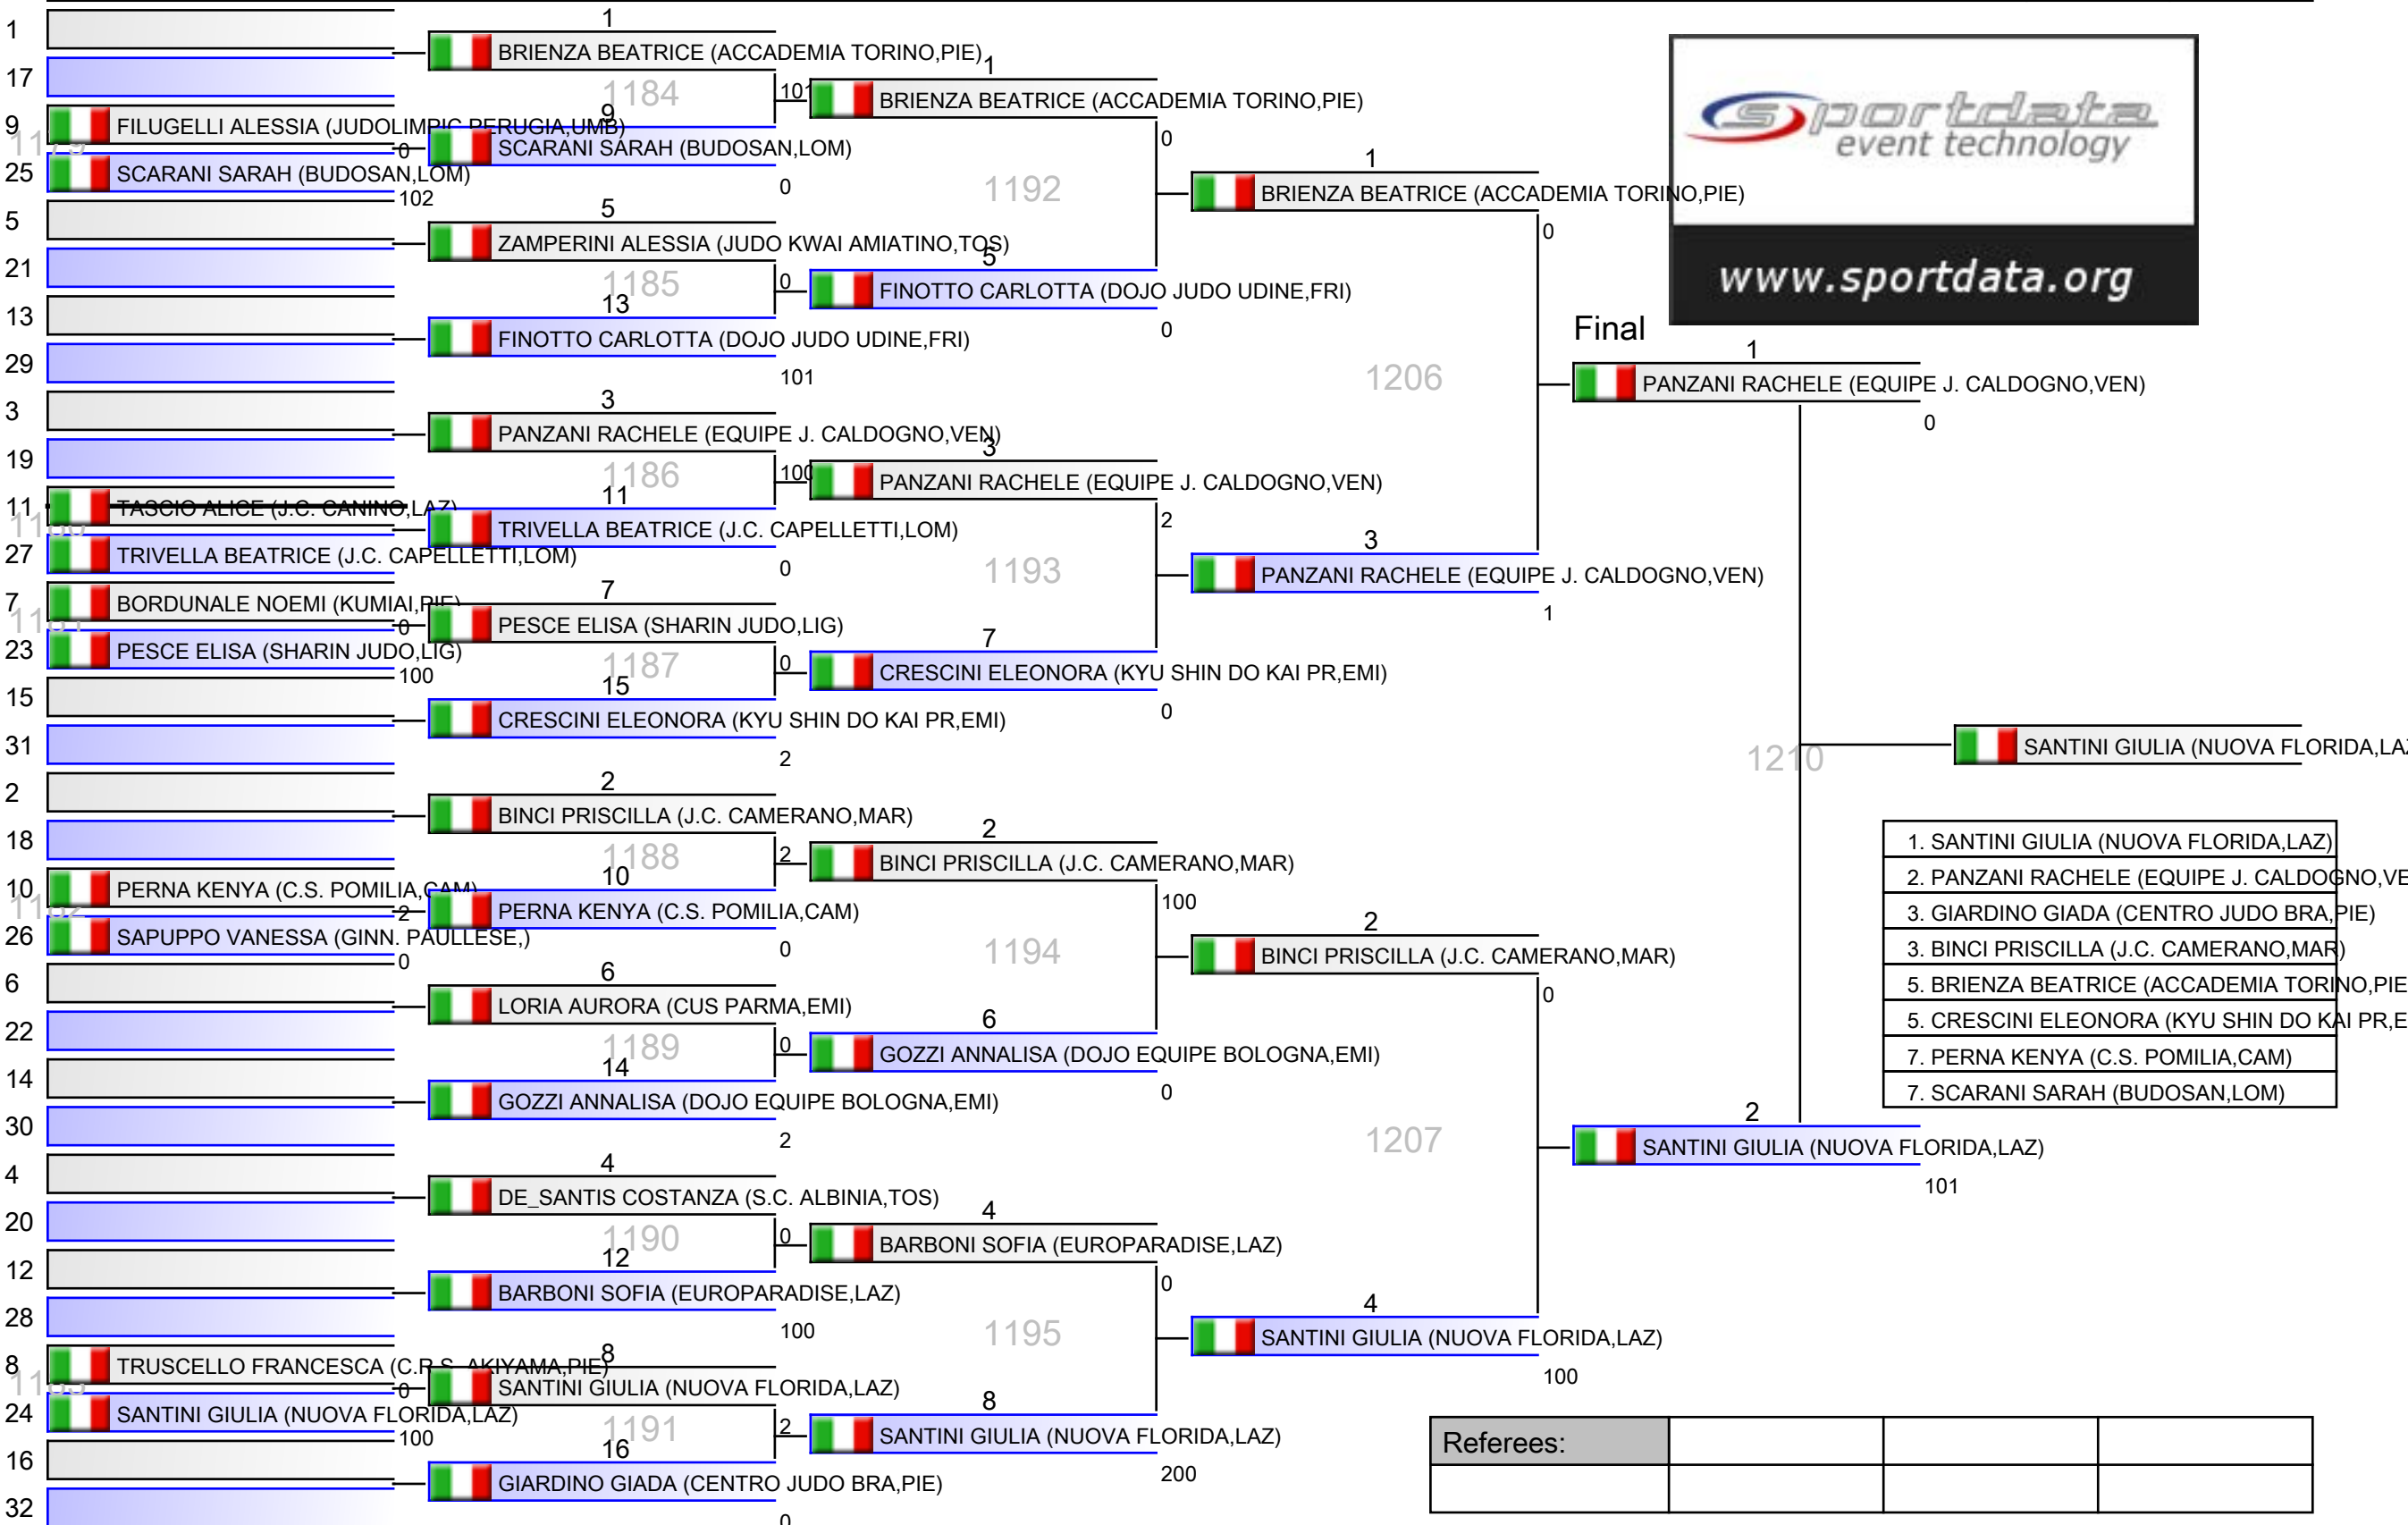 1
17
9
FILUGELLI ALESSIA (JUDOLIMPIC PERUGIA,UMB)
0
25
SCARANI SARAH (BUDOSAN,LOM)
102
5
21
13
29
3
19
11
TASCIO ALICE (J.C. CANINO,LAZ)
27
TRIVELLA BEATRICE (J.C. CAPELLETTI,LOM)
7
BORDUNALE NOEMI (KUMIAI,PIE)
0
23
PESCE ELISA (SHARIN JUDO,LIG)
100
15
31
2
18
10
PERNA KENYA (C.S. POMILIA,CAM)
2
26
SAPUPPO VANESSA (GINN. PAULLESE,)
0
6
22
14
30
4
20
12
28
8
TRUSCELLO FRANCESCA (C.R.S. AKIYAMA,PIE)
0
24
SANTINI GIULIA (NUOVA FLORIDA,LAZ)
100
16
32
1
BRIENZA BEATRICE (ACCADEMIA TORINO,PIE)
1184
101
9
SCARANI SARAH (BUDOSAN,LOM)
0
5
ZAMPERINI ALESSIA (JUDO KWAI AMIATINO,TOS)
1185
0
13
FINOTTO CARLOTTA (DOJO JUDO UDINE,FRI)
101
3
PANZANI RACHELE (EQUIPE J. CALDOGNO,VEN)
1186
100
11
TRIVELLA BEATRICE (J.C. CAPELLETTI,LOM)
0
7
PESCE ELISA (SHARIN JUDO,LIG)
1187
0
15
CRESCINI ELEONORA (KYU SHIN DO KAI PR,EMI)
2
2
BINCI PRISCILLA (J.C. CAMERANO,MAR)
1188
2
10
PERNA KENYA (C.S. POMILIA,CAM)
0
6
LORIA AURORA (CUS PARMA,EMI)
1189
0
14
GOZZI ANNALISA (DOJO EQUIPE BOLOGNA,EMI)
2
4
DE_SANTIS COSTANZA (S.C. ALBINIA,TOS)
1190
0
12
BARBONI SOFIA (EUROPARADISE,LAZ)
100
8
SANTINI GIULIA (NUOVA FLORIDA,LAZ)
1191
2
16
GIARDINO GIADA (CENTRO JUDO BRA,PIE)
0
1
BRIENZA BEATRICE (ACCADEMIA TORINO,PIE)
0
1192
5
FINOTTO CARLOTTA (DOJO JUDO UDINE,FRI)
0
3
PANZANI RACHELE (EQUIPE J. CALDOGNO,VEN)
2
1193
7
CRESCINI ELEONORA (KYU SHIN DO KAI PR,EMI)
0
2
BINCI PRISCILLA (J.C. CAMERANO,MAR)
100
1194
6
GOZZI ANNALISA (DOJO EQUIPE BOLOGNA,EMI)
0
4
BARBONI SOFIA (EUROPARADISE,LAZ)
0
1195
8
SANTINI GIULIA (NUOVA FLORIDA,LAZ)
200
1
BRIENZA BEATRICE (ACCADEMIA TORINO,PIE)
0
1206
3
PANZANI RACHELE (EQUIPE J. CALDOGNO,VEN)
1
2
BINCI PRISCILLA (J.C. CAMERANO,MAR)
0
1207
4
SANTINI GIULIA (NUOVA FLORIDA,LAZ)
100
sportdata
event technology
www.sportdata.org
Final
1
PANZANI RACHELE (EQUIPE J. CALDOGNO,VEN)
0
1210
2
SANTINI GIULIA (NUOVA FLORIDA,LAZ)
101
SANTINI GIULIA (NUOVA FLORIDA,LAZ
1. SANTINI GIULIA (NUOVA FLORIDA,LAZ)
2. PANZANI RACHELE (EQUIPE J. CALDOGNO,VE
3. GIARDINO GIADA (CENTRO JUDO BRA,PIE)
3. BINCI PRISCILLA (J.C. CAMERANO,MAR)
5. BRIENZA BEATRICE (ACCADEMIA TORINO,PIE
5. CRESCINI ELEONORA (KYU SHIN DO KAI PR,E
7. PERNA KENYA (C.S. POMILIA,CAM)
7. SCARANI SARAH (BUDOSAN,LOM)
Referees: